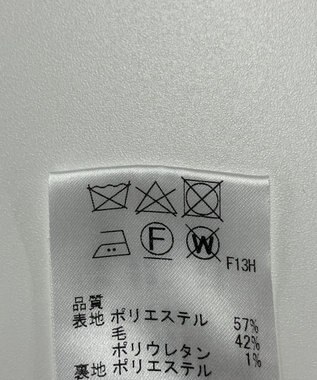 F W F13H
品質
表地 ポリエステル 57%
毛 42%
ポリウレタン 1%
裏地 ポリエステル